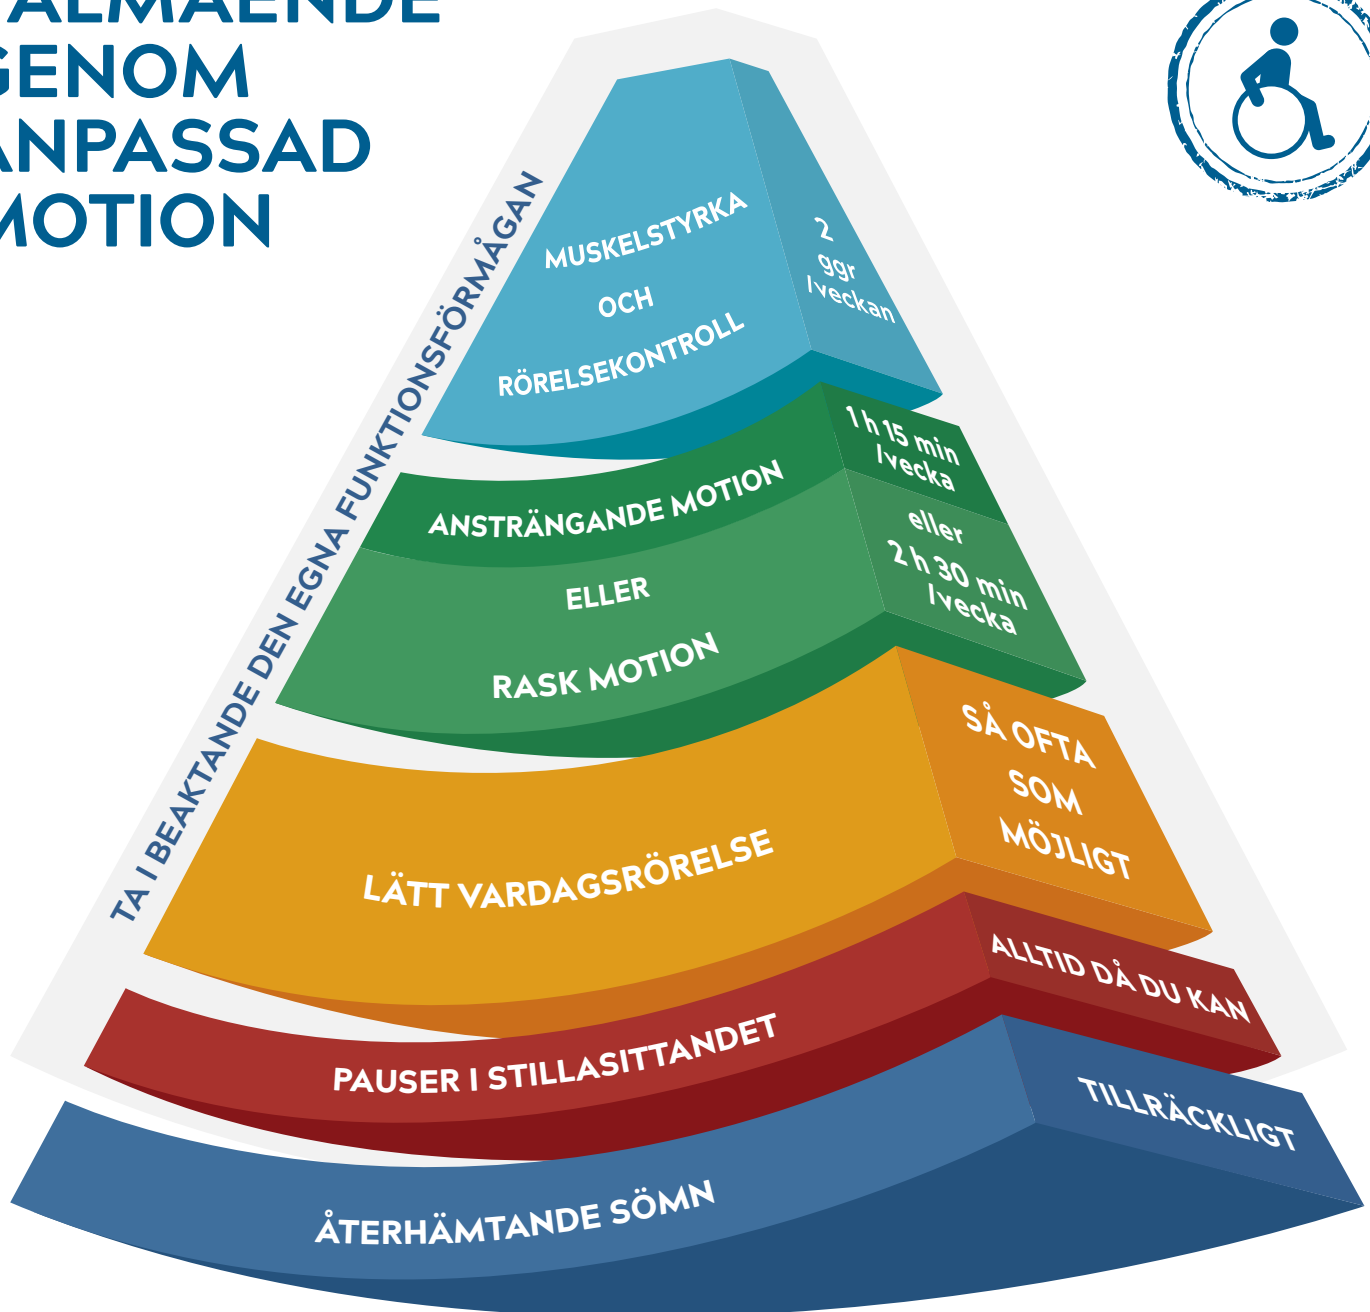 GENOM
ANPASSAD
MOTION
TA I BEAKTANDE DEN EGNA FUNKTIONSFÖRMÅGAN
MUSKELSTYRKA
OCH
RÖRELSEKONTROLL
2
ggr
/veckan
ANSTRÄNGANDE MOTION
1 h 15 min
/vecka
ELLER
RASK MOTION
eller
2 h 30 min
/vecka
LÄTT VARDAGSRÖRELSE
SÅ OFTA
SOM
MÖJLIGT
PAUSER I STILLASITTANDET
ALLTID DÅ DU KAN
ÅTERHÄMTANDE SÖMN
TILLRÄCKLIGT